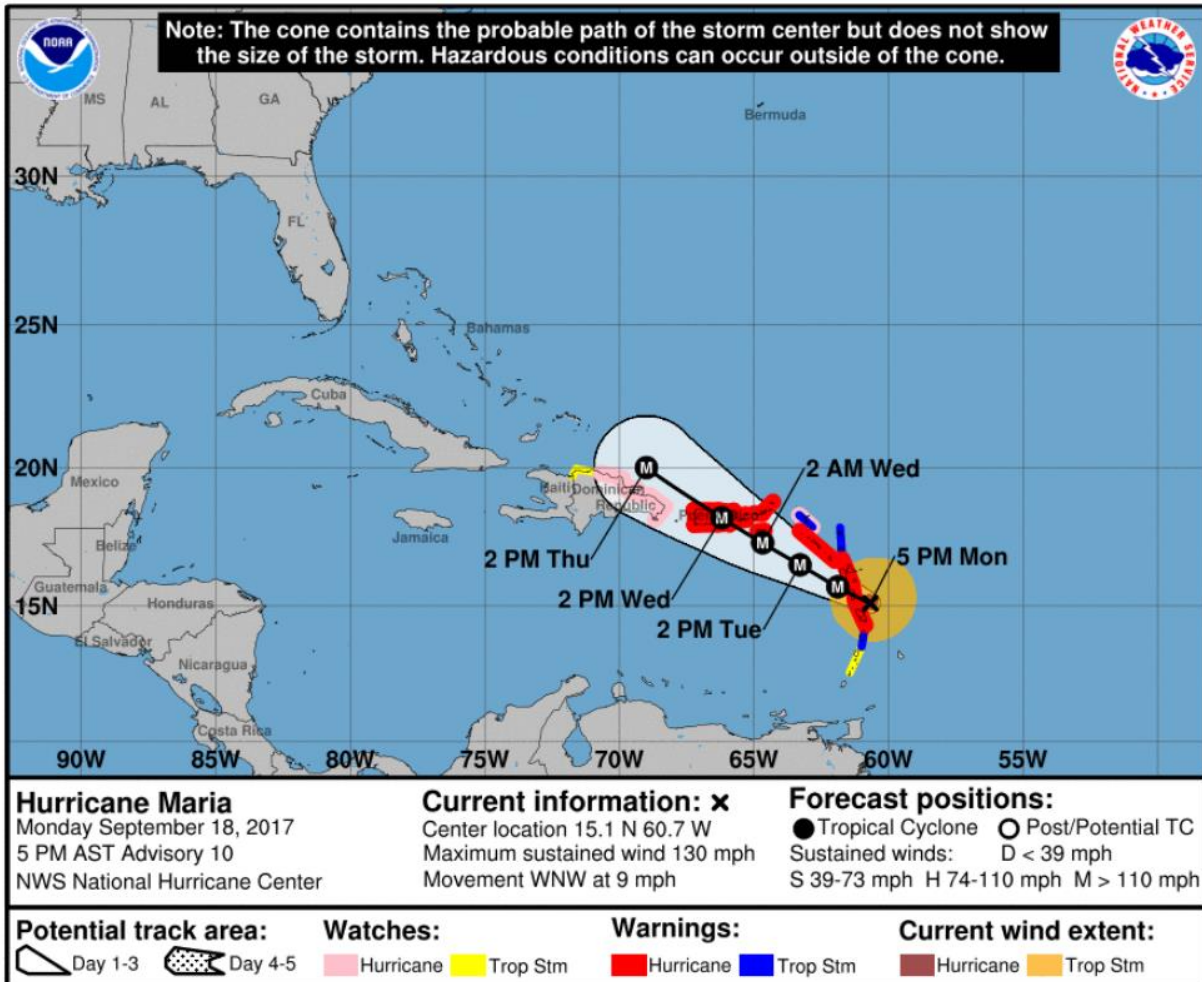 Note: The cone contains the probable path of the storm center but does not show
the size of the storm. Hazardous conditions can occur outside of the cone.
NOAA
NATIONAL WEATHER SERVICE
MS
AL
GA
Bermuda
30N
FL
25N
Bahamas
Cuba
20N
M
2 AM Wed
Mexico
Haiti
Dominican
Republic
M
Jamaica
Belize
M
2 PM Thu
M
5 PM Mon
Guatemala
M
2 PM Wed
15N
Honduras
2 PM Tue
El Salvador
Nicaragua
Costa Rica
90W 85W 80W 75W 70W 65W 60W 55W
Hurricane Maria
Monday September 18, 2017
5 PM AST Advisory 10
NWS National Hurricane Center
Current information: x
Center location 15.1 N 60.7 W
Maximum sustained wind 130 mph
Movement WNW at 9 mph
Forecast positions:
Tropical Cyclone Post/Potential TC
Sustained winds: D < 39 mph
S 39-73 mph H 74-110 mph M > 110 mph
Potential track area:
Day 1-3 Day 4-5
Watches:
Hurricane Trop Stm
Warnings:
Hurricane Trop Stm
Current wind extent:
Hurricane Trop Stm